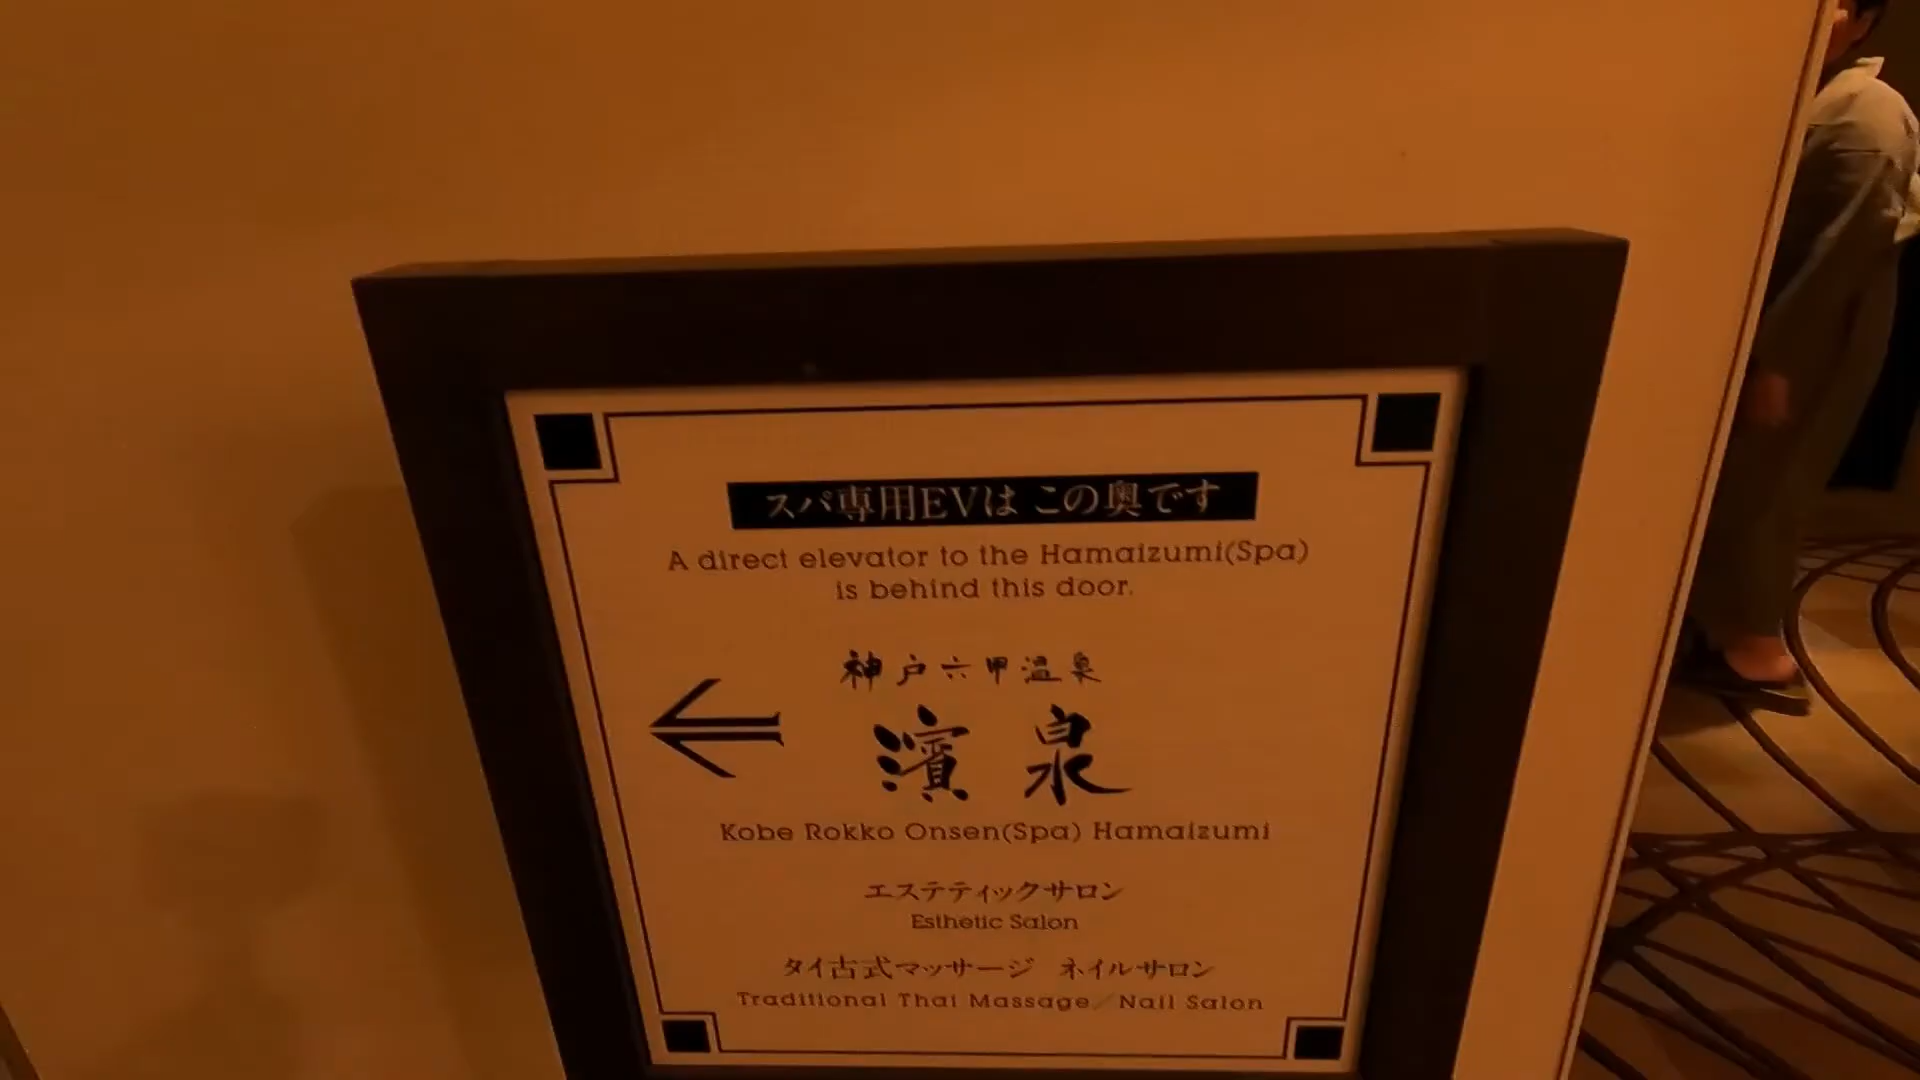 スパ専用EVは この奥です
A direct elevator to the Hamaizumi(Spa)
is behind this door.
神戸六甲温泉
濱泉
Kobe Rokko Onsen(Spa) Hamaizumi
エステティックサロン
Esthetic Salon
タイ古式マッサージ ネイルサロン
Traditional Thai Massage／Nail Salon